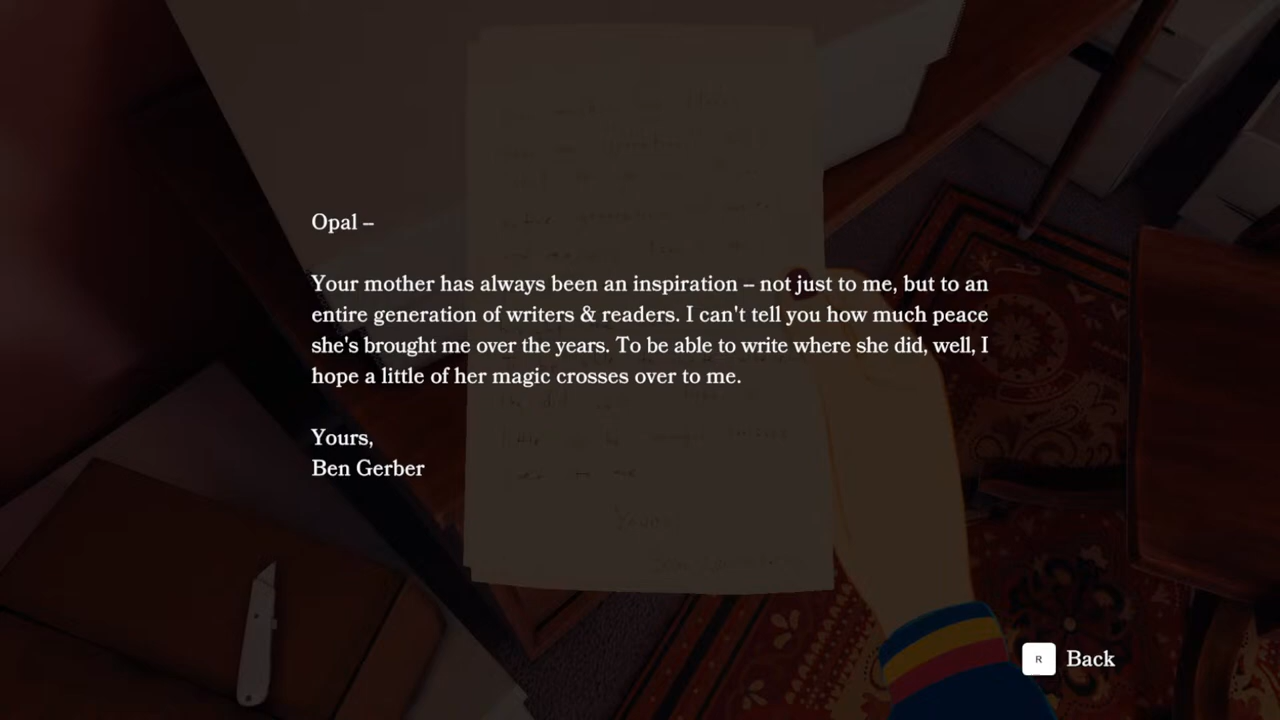 Opal –
Your mother has always been an inspiration – not just to me, but to an
entire generation of writers & readers. I can't tell you how much peace
she's brought me over the years. To be able to write where she did, well, I
hope a little of her magic crosses over to me.
Yours,
Ben Gerber
R Back